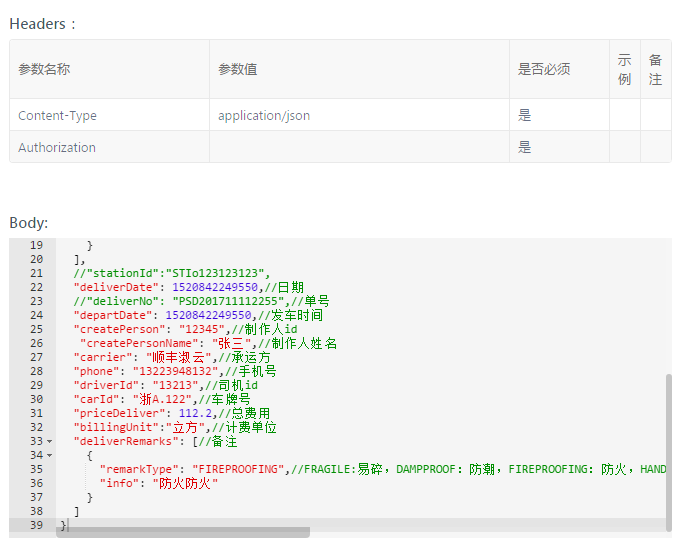 Headers：
参数名称 参数值 是否必须 示例 备注
Content-Type application/json 是
Authorization 是
Body:
19 }
20 ],
21 //"stationId":"STIo123123123",
22 "deliverDate": 1520842249550,//日期
23 //"deliverNo": "PSD201711112255",//单号
24 "departDate": 1520842249550,//发车时间
25 "createPerson": "12345",//制作人id
26 "createPersonName": "张三",//制作人姓名
27 "carrier": "顺丰淑云",//承运方
28 "phone": "13223948132",//手机号
29 "driverId": "13213",//司机id
30 "carId": "浙A.122",//车牌号
31 "priceDeliver": 112.2,//总费用
32 "billingUnit":"立方",//计费单位
33 "deliverRemarks": [//备注
34 {
35 "remarkType": "FIREPROOFING",//FRAGILE:易碎，DAMPPROOF：防潮，FIREPROOFING：防火，HAND
36 "info": "防火防火"
37 }
38 ]
39 }